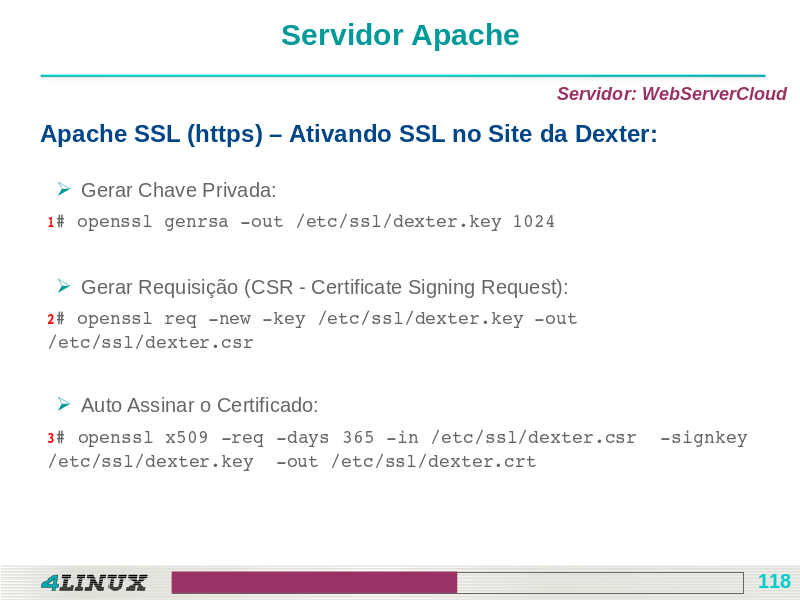 Servidor Apache
Servidor: WebServerCloud
Apache SSL (https) – Ativando SSL no Site da Dexter:
➢ Gerar Chave Privada:
1# openssl genrsa -out /etc/ssl/dexter.key 1024
➢ Gerar Requisição (CSR - Certificate Signing Request):
2# openssl req -new -key /etc/ssl/dexter.key -out
/etc/ssl/dexter.csr
➢ Auto Assinar o Certificado:
3# openssl x509 -req -days 365 -in /etc/ssl/dexter.csr  -signkey
/etc/ssl/dexter.key  -out /etc/ssl/dexter.crt
4LINUX
118